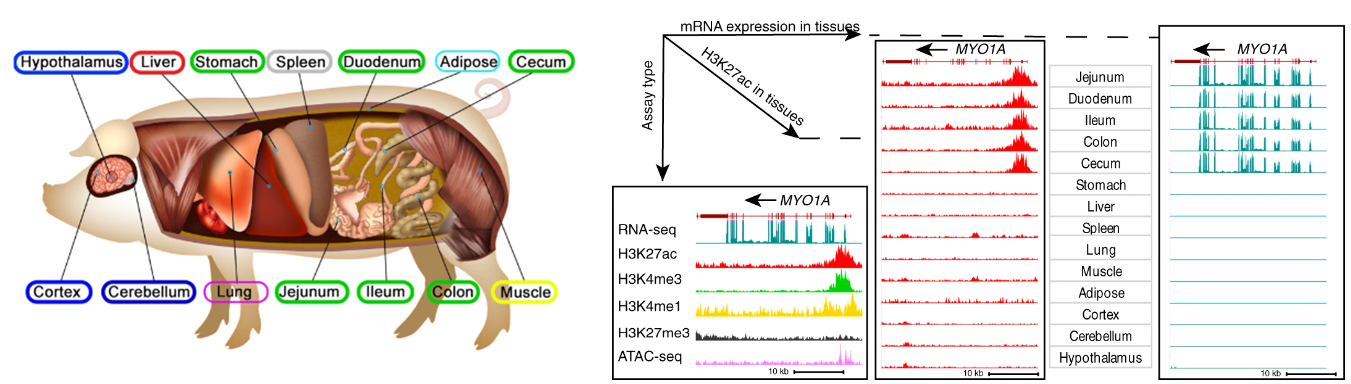 Hypothalamus
Liver
Stomach
Spleen
Duodenum
Adipose
Cecum
Cortex
Cerebellum
Lung
Jejunum
Ileum
Colon
Muscle
mRNA expression in tissues
H3K27ac in tissues
Assay type
MYO1A
RNA-seq
H3K27ac
H3K4me3
H3K4me1
H3K27me3
ATAC-seq
10 kb
MYO1A
10 kb
Jejunum
Duodenum
Ileum
Colon
Cecum
Stomach
Liver
Spleen
Lung
Muscle
Adipose
Cortex
Cerebellum
Hypothalamus
MYO1A
10 kb